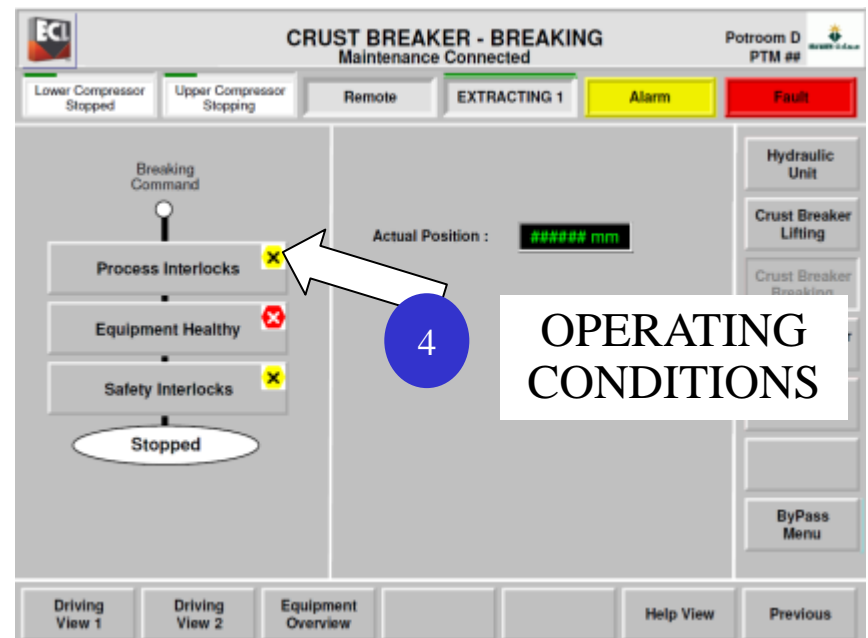 ECL
CRUST BREAKER - BREAKING
Maintenance Connected
Potroom D
PTM ##
Lower Compressor
Stopped
Upper Compressor
Stopping
Remote
EXTRACTING 1
Alarm
Fault
Breaking
Command
Process Interlocks
Equipment Healthy
Safety Interlocks
Stopped
Actual Position :
###### mm
4
OPERATING
CONDITIONS
Hydraulic
Unit
Crust Breaker
Lifting
Crust Breaker
Breaking
ByPass
Menu
Driving
View 1
Driving
View 2
Equipment
Overview
Help View
Previous